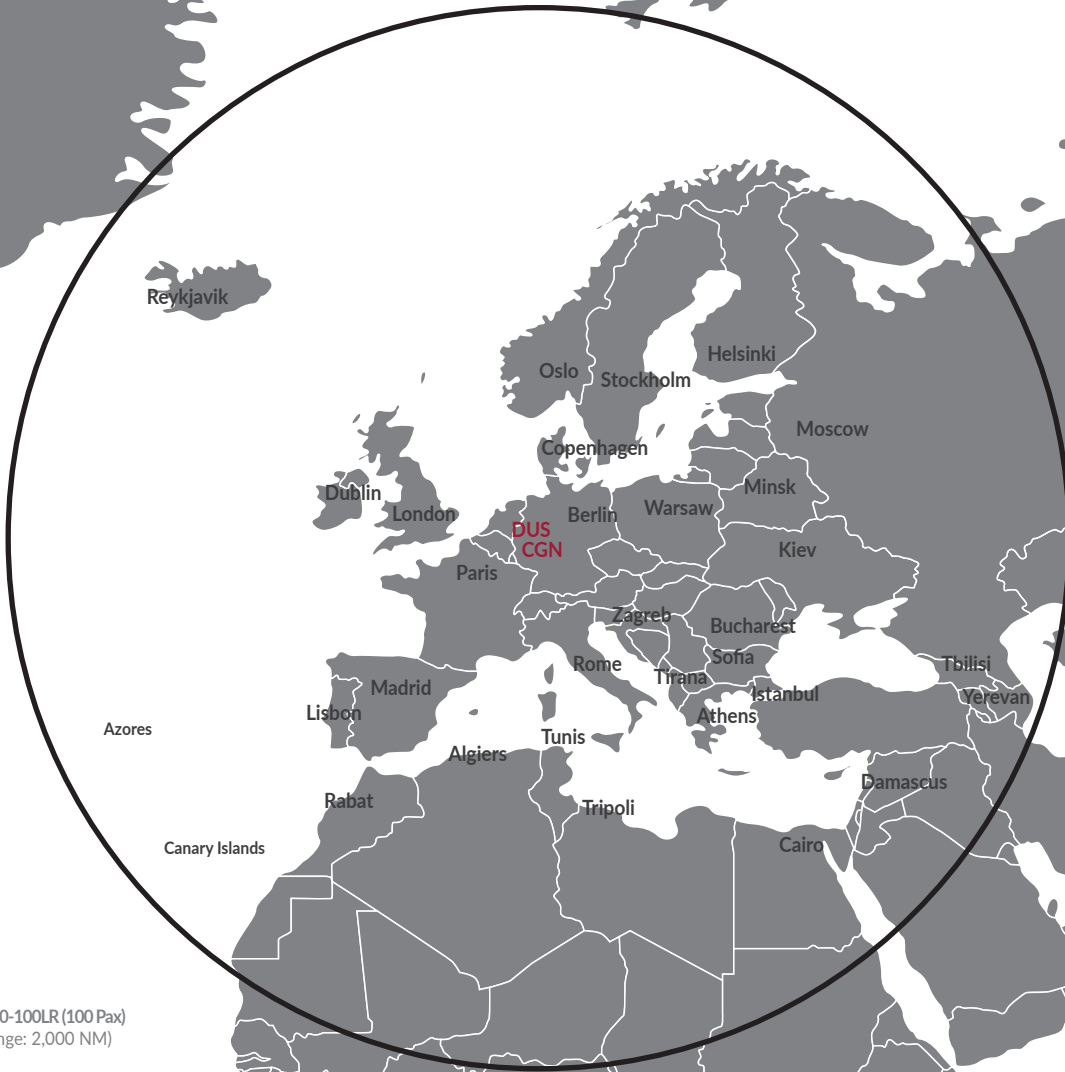 Reykjavik
Helsinki
Oslo
Stockholm
Moscow
Copenhagen
Minsk
Dublin
Warsaw
London
Berlin
DUS
CGN
Kiev
Paris
Zagreb
Bucharest
Sofia
Rome
Tbilisi
Tirana
Madrid
Istanbul
Yerevan
Lisbon
Athens
Azores
Tunis
Algiers
Damascus
Rabat
Tripoli
Cairo
Canary Islands
0-100LR (100 Pax)
nge: 2,000 NM)